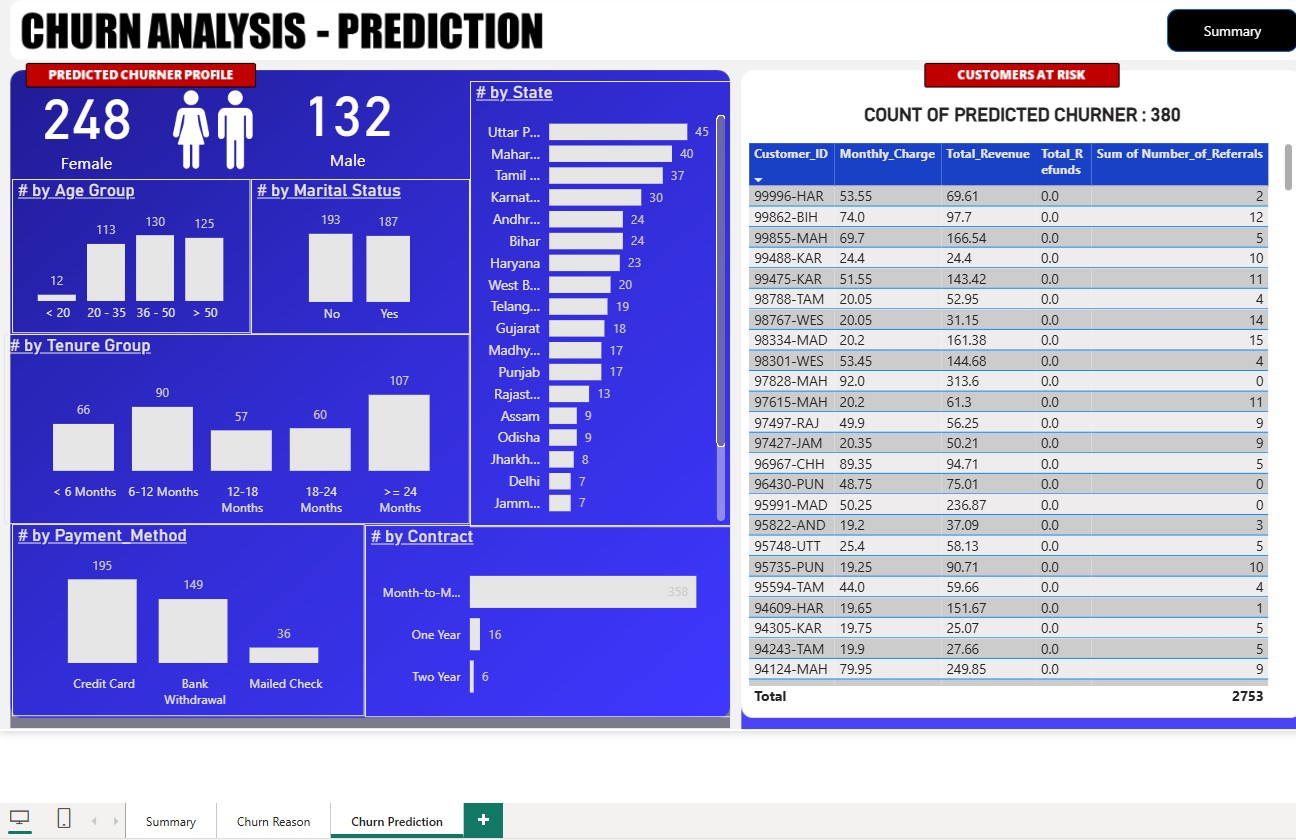 CHURN ANALYSIS - PREDICTION
Summary
PREDICTED CHURNER PROFILE
248
Female
132
Male
# by Age Group
12
113
130
125
< 20
20 - 35
36 - 50
> 50
# by Marital Status
193
187
No
Yes
# by Tenure Group
66
90
57
60
107
< 6 Months
6-12 Months
12-18
Months
18-24
Months
>= 24
Months
# by Payment_Method
195
149
36
Credit Card
Bank
Withdrawal
Mailed Check
# by Contract
Month-to-M... 358
One Year 16
Two Year 6
# by State
Uttar P... 45
Mahar... 40
Tamil ... 37
Karnat... 30
Andhr... 24
Bihar 24
Haryana 23
West B... 20
Telang... 19
Gujarat 18
Madhy... 17
Punjab 17
Rajast... 13
Assam 9
Odisha 9
Jharkh... 8
Delhi 7
Jamm... 7
CUSTOMERS AT RISK
COUNT OF PREDICTED CHURNER : 380
Customer_ID Monthly_Charge Total_Revenue Total_R
efunds Sum of Number_of_Referrals
99996-HAR 53.55 69.61 0.0 2
99862-BIH 74.0 97.7 0.0 12
99855-MAH 69.7 166.54 0.0 5
99488-KAR 24.4 24.4 0.0 10
99475-KAR 51.55 143.42 0.0 11
98788-TAM 20.05 52.95 0.0 4
98767-WES 20.05 31.15 0.0 14
98334-MAD 20.2 161.38 0.0 15
98301-WES 53.45 144.68 0.0 4
97828-MAH 92.0 313.6 0.0 0
97615-MAH 20.2 61.3 0.0 11
97497-RAJ 49.9 56.25 0.0 9
97427-JAM 20.35 50.21 0.0 9
96967-CHH 89.35 94.71 0.0 5
96430-PUN 48.75 75.01 0.0 0
95991-MAD 50.25 236.87 0.0 0
95822-AND 19.2 37.09 0.0 3
95748-UTT 25.4 58.13 0.0 5
95735-PUN 19.25 90.71 0.0 10
95594-TAM 44.0 59.66 0.0 4
94609-HAR 19.65 151.67 0.0 1
94305-KAR 19.75 25.07 0.0 5
94243-TAM 19.9 27.66 0.0 5
94124-MAH 79.95 249.85 0.0 9
Total 2753
Summary
Churn Reason
Churn Prediction
+